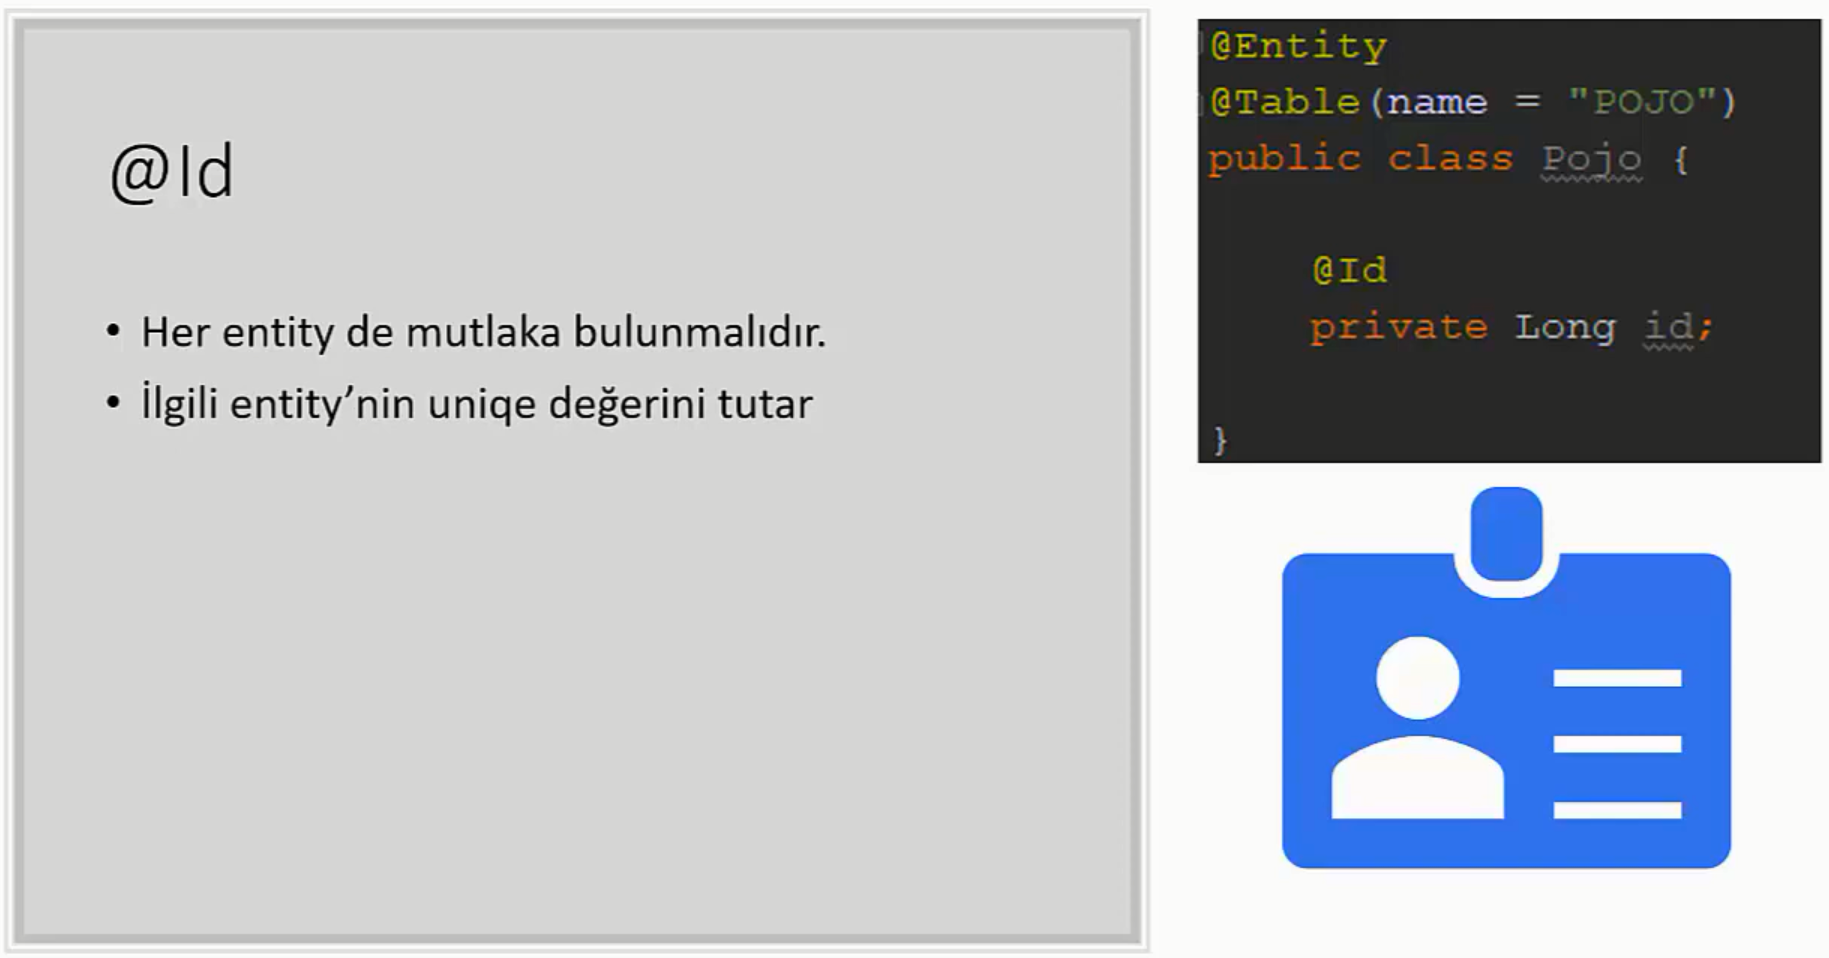 @Id
• Her entity de mutlaka bulunmalıdır.
• İlgili entity’nin uniqe değerini tutar
@Entity
@Table(name = "POJO")
public class Pojo {
@Id
private Long id;
}